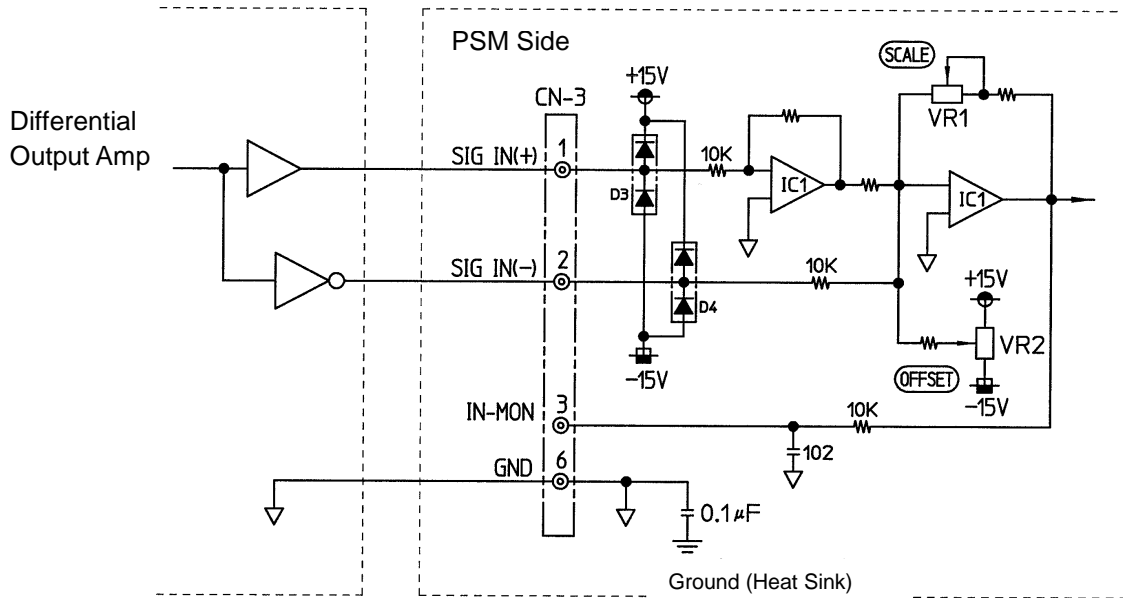 PSM Side
SCALE
+15V
CN-3
VR1
Differential
Output Amp
SIG IN(+)
1
10K
D3
IC1
IC1
SIG IN(-)
2
10K
D4
+15V
VR2
-15V
OFFSET
-15V
IN-MON
3
10K
102
GND
6
0.1μF
Ground (Heat Sink)